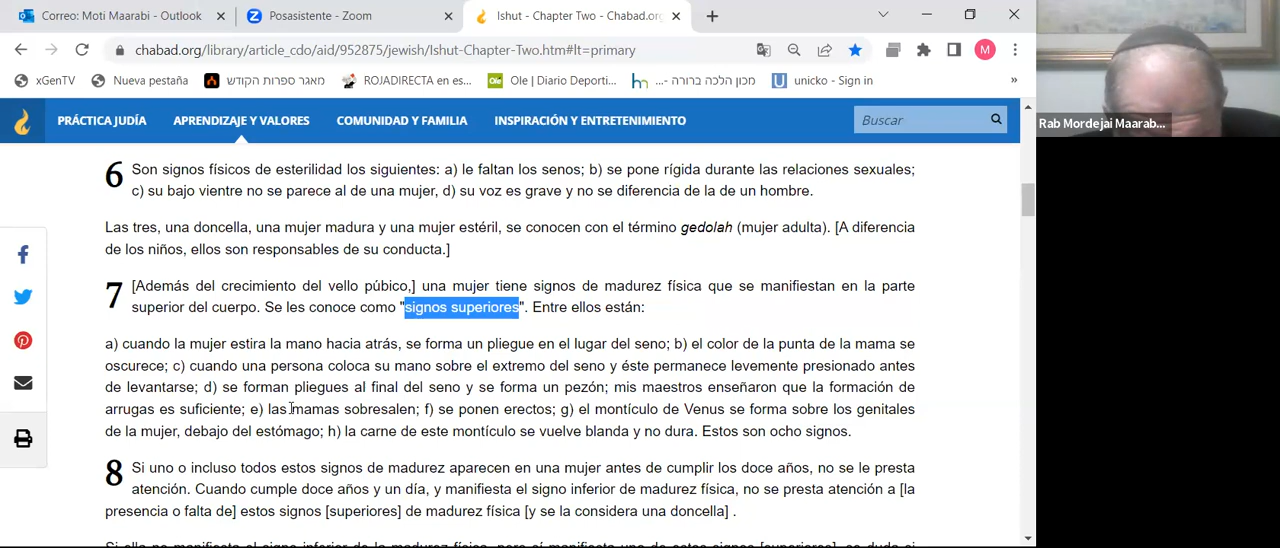 Correo: Moti Maarabi - Outlook
Posasistente - Zoom
Ishut - Chapter Two - Chabad.org
chabad.org/library/article_cdo/aid/952875/jewish/Ishut-Chapter-Two.htm#lt=primary
M
xGenTV
Nueva pestaña
מאגר ספרות הקודש
ROJADIRECTA en es...
Ole | Diario Deporti...
מכון הלכה ברורה -...
unicko - Sign in
»
PRÁCTICA JUDÍA
APRENDIZAJE Y VALORES
COMUNIDAD Y FAMILIA
INSPIRACIÓN Y ENTRETENIMIENTO
Buscar
Rab Mordejai Maarab...
6 Son signos físicos de esterilidad los siguientes: a) le faltan los senos; b) se pone rígida durante las relaciones sexuales;
c) su bajo vientre no se parece al de una mujer, d) su voz es grave y no se diferencia de la de un hombre.
Las tres, una doncella, una mujer madura y una mujer estéril, se conocen con el término gedolah (mujer adulta). [A diferencia
de los niños, ellos son responsables de su conducta.]
7 [Además del crecimiento del vello púbico,] una mujer tiene signos de madurez física que se manifiestan en la parte
superior del cuerpo. Se les conoce como "signos superiores". Entre ellos están:
a) cuando la mujer estira la mano hacia atrás, se forma un pliegue en el lugar del seno; b) el color de la punta de la mama se
oscurece; c) cuando una persona coloca su mano sobre el extremo del seno y éste permanece levemente presionado antes
de levantarse; d) se forman pliegues al final del seno y se forma un pezón; mis maestros enseñaron que la formación de
arrugas es suficiente; e) las mamas sobresalen; f) se ponen erectos; g) el montículo de Venus se forma sobre los genitales
de la mujer, debajo del estómago; h) la carne de este montículo se vuelve blanda y no dura. Estos son ocho signos.
8 Si uno o incluso todos estos signos de madurez aparecen en una mujer antes de cumplir los doce años, no se le presta
atención. Cuando cumple doce años y un día, y manifiesta el signo inferior de madurez física, no se presta atención a [la
presencia o falta de] estos signos [superiores] de madurez física [y se la considera una doncella] .